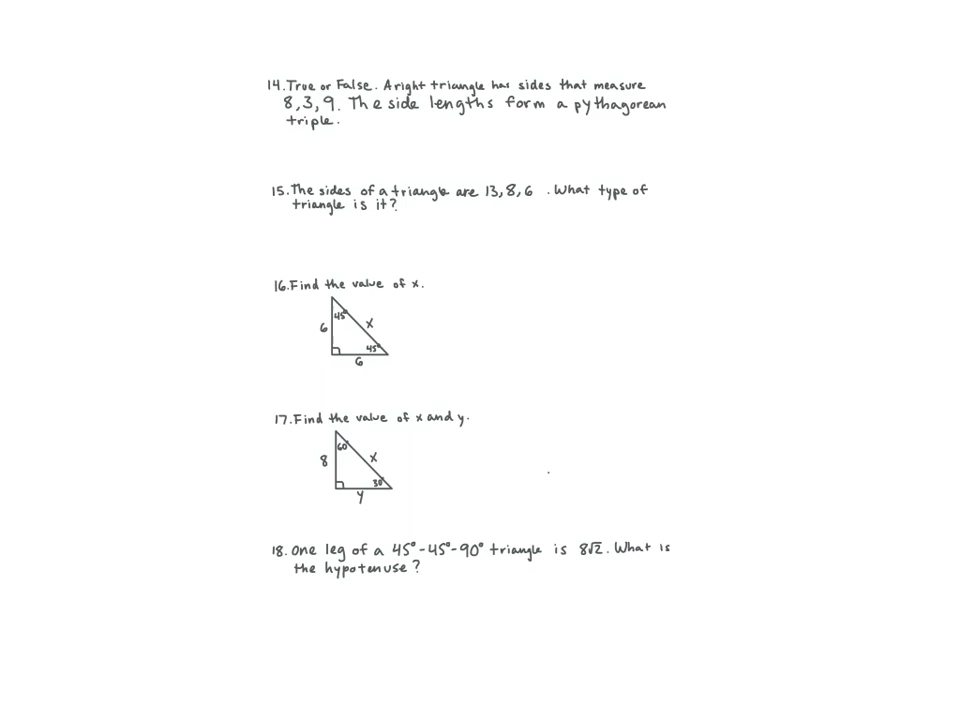 14. True or False. A right triangle has sides that measure
8, 3, 9. The side lengths form a pythagorean
triple.
15. The sides of a triangle are 13, 8, 6 . What type of
triangle is it?
16. Find the value of x.
45°
6
x
45°
6
17. Find the value of x and y.
60°
8
x
30°
y
18. One leg of a 45°-45°-90° triangle is 8√2. What is
the hypotenuse?